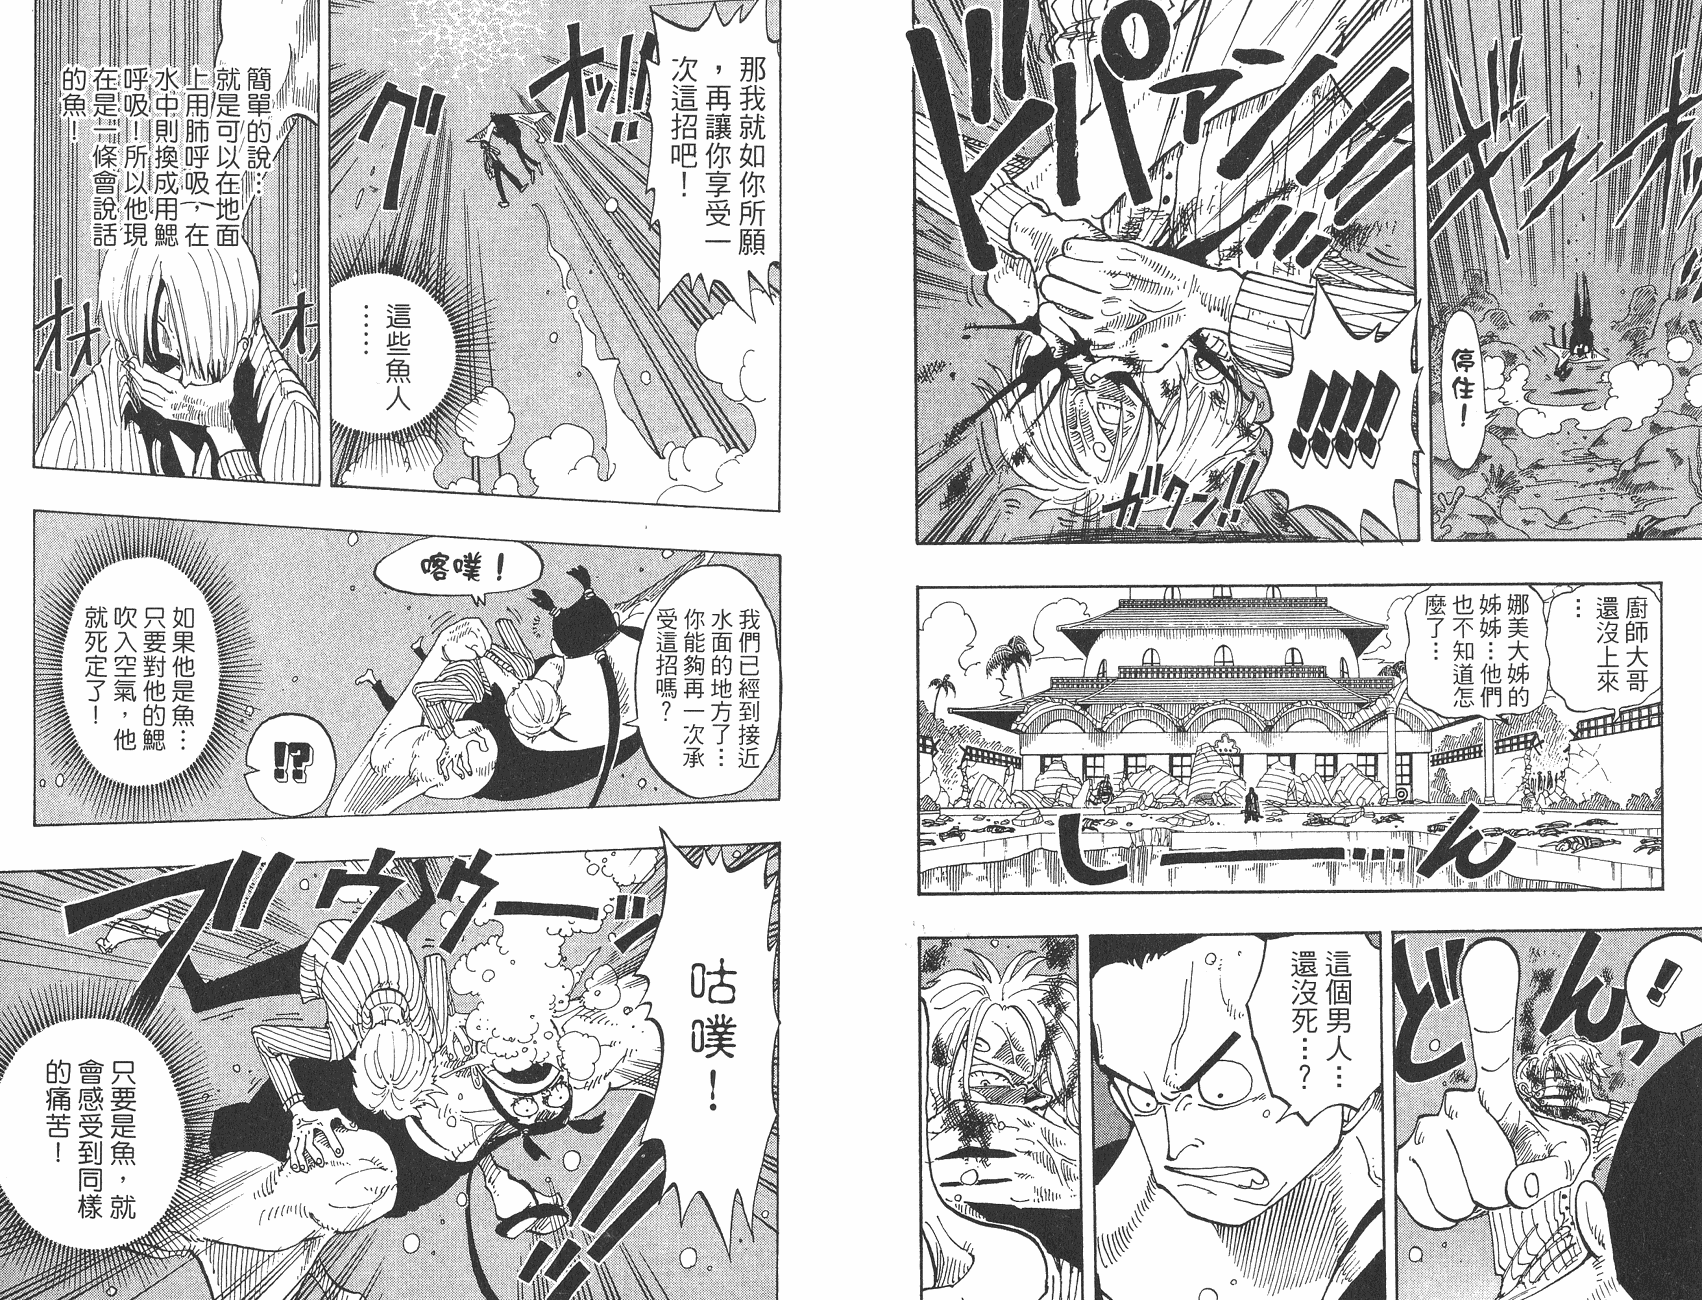 ギュオオ
停住！
ドパァン!!
!!!!!
ガクン!!
廚師大哥
還沒上來
…
娜美大姊的
姊姊…他們
也不知道怎
麼了…
しーーん
！
どんっ
這個男人…
還沒死…？
那我就如你所願
，再讓你享受一
次這招吧！
オオ!!
グ
這些魚人
……
簡單的說…
就是可以在地面
上用肺呼吸，在
水中則換成用鰓
呼吸！所以他現
在是一條會說話
的魚！
オオオオ
我們已經到接近
水面的地方了…
你能夠再一次承
受這招嗎？
喀噗！
!?
如果他是魚…
只要對他的鰓
吹入空氣，他
就死定了！
咕噗！
ブウウーー!!
只要是魚，就
會感受到同樣
的痛苦！